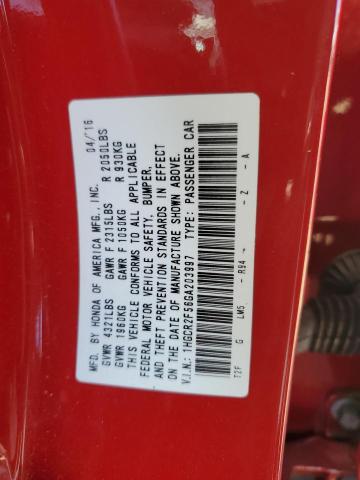 MFD. BY HONDA OF AMERICA MFG., INC. 04/16
GVWR 4321LBS GAWR F 2315LBS R 2050LBS
GVWR 1960KG GAWR F 1050KG R 930KG
THIS VEHICLE CONFORMS TO ALL APPLICABLE
FEDERAL MOTOR VEHICLE SAFETY, BUMPER,
AND THEFT PREVENTION STANDARDS IN EFFECT
ON THE DATE OF MANUFACTURE SHOWN ABOVE.
V.I.N.: 1HGCR2F56GA203997 TYPE: PASSENGER CAR
T2F G LM5 - R94 - - Z - A